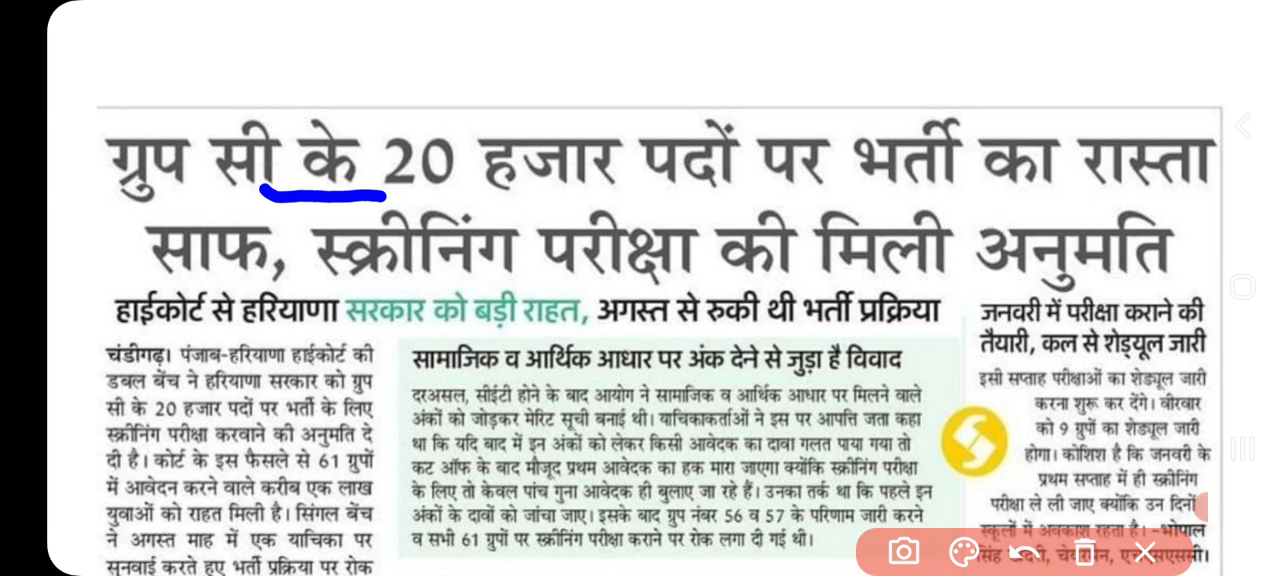 ग्रुप सी के 20 हजार पदों पर भर्ती का रास्ता
साफ, स्क्रीनिंग परीक्षा की मिली अनुमति
हाईकोर्ट से हरियाणा सरकार को बड़ी राहत, अगस्त से रुकी थी भर्ती प्रक्रिया
चंडीगढ़। पंजाब-हरियाणा हाईकोर्ट की
डबल बेंच ने हरियाणा सरकार को ग्रुप
सी के 20 हजार पदों पर भर्ती के लिए
स्क्रीनिंग परीक्षा करवाने की अनुमति दे
दी है। कोर्ट के इस फैसले से 61 ग्रुपों
में आवेदन करने वाले करीब एक लाख
युवाओं को राहत मिली है। सिंगल बेंच
ने अगस्त माह में एक याचिका पर
सुनवाई करते हुए भर्ती प्रक्रिया पर रोक
सामाजिक व आर्थिक आधार पर अंक देने से जुड़ा है विवाद
दरअसल, सीईटी होने के बाद आयोग ने सामाजिक व आर्थिक आधार पर मिलने वाले
अंकों को जोड़कर मेरिट सूची बनाई थी। याचिकाकर्ताओं ने इस पर आपत्ति जता कहा
था कि यदि बाद में इन अंकों को लेकर किसी आवेदक का दावा गलत पाया गया तो
कट ऑफ के बाद मौजूद प्रथम आवेदक का हक मारा जाएगा क्योंकि स्क्रीनिंग परीक्षा
के लिए तो केवल पांच गुना आवेदक ही बुलाए जा रहे हैं। उनका तर्क था कि पहले इन
अंकों के दावों को जांचा जाए। इसके बाद ग्रुप नंबर 56 व 57 के परिणाम जारी करने
व सभी 61 ग्रुपों पर स्क्रीनिंग परीक्षा कराने पर रोक लगा दी गई थी।
जनवरी में परीक्षा कराने की
तैयारी, कल से शेड्यूल जारी
इसी सप्ताह परीक्षाओं का शेड्यूल जारी
करना शुरू कर देंगे। वीरवार
को 9 ग्रुपों का शेड्यूल जारी
होगा। कोशिश है कि जनवरी के
प्रथम सप्ताह में ही स्क्रीनिंग
परीक्षा ले ली जाए क्योंकि उन दिनों
स्कूलों में अवकाश रहता है। -भोपाल
सिंह